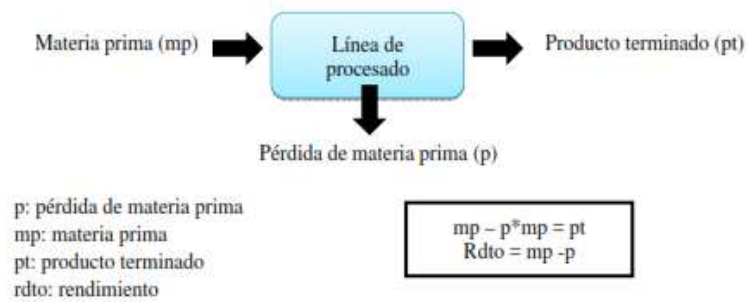 Materia prima (mp)
Línea de
procesado
Producto terminado (pt)
Pérdida de materia prima (p)
p: pérdida de materia prima
mp: materia prima
pt: producto terminado
rdto: rendimiento
mp – p*mp = pt
Rdto = mp -p